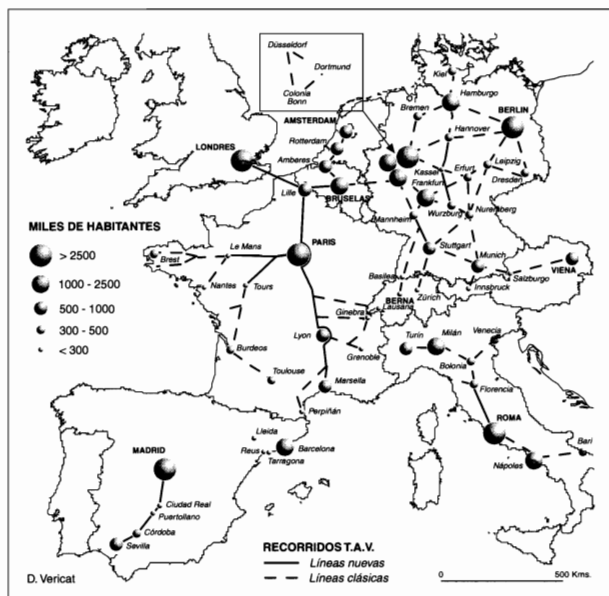 Düsseldorf
Dortmund
Colonia
Bonn
Kiel
Hamburgo
AMSTERDAM
Bramen
BERLIN
Rotterdam
Hannover
LONDRES
Amberes
Kassel
Erfurt
Leipzig
Lille
Frankfurt
Dresden
BRUSELAS
Mannheim
Wurzburg
Nuremberg
MILES DE HABITANTES
> 2500
1000 - 2500
500 - 1000
300 - 500
< 300
Le Mans
PARIS
Stuttgart
Brest
Munich
VIENA
Nantes
Tours
Basilea
Salzburgo
BERNA
Zürich
Innsbruck
Ginebra
Lausana
Lyon
Turín
Milán
Venecia
Burdeos
Grenoble
Bolonia
Toulouse
Marsella
Florencia
Perpiñán
Lleida
ROMA
MADRID
Reus
Barcelona
Tarragona
Bari
Nápoles
Ciudad Real
Puertollano
Córdoba
Sevilla
RECORRIDOS T.A.V.
Líneas nuevas
Líneas clásicas
D. Vericat
0
500 Kms.